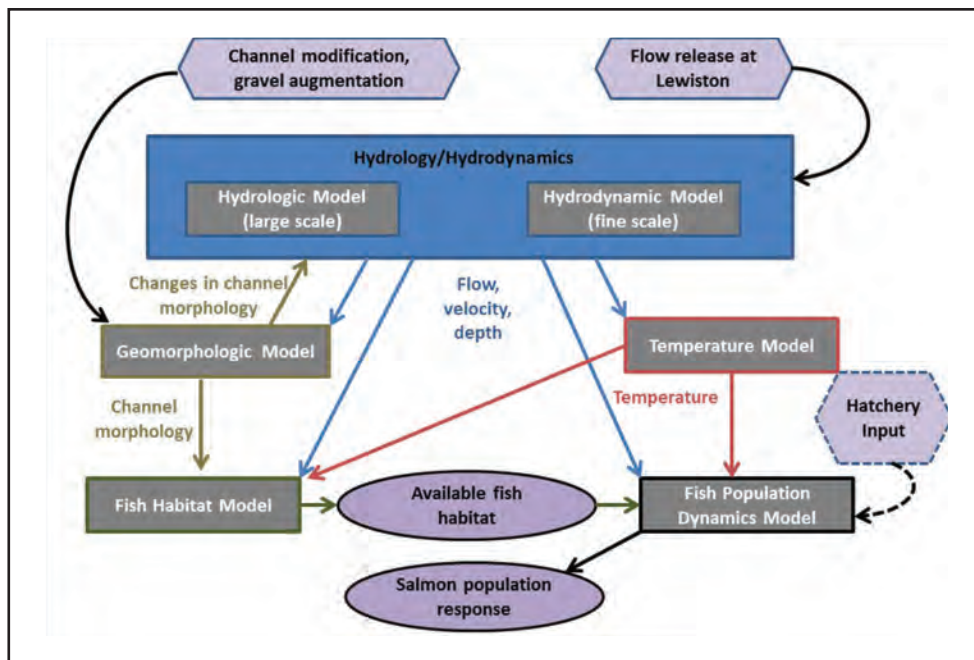 Channel modification,
gravel augmentation
Flow release at
Lewiston
Hydrology/Hydrodynamics
Hydrologic Model
(large scale)
Hydrodynamic Model
(fine scale)
Changes in channel
morphology
Flow,
velocity,
depth
Geomorphologic Model
Temperature Model
Channel
morphology
Temperature
Hatchery
Input
Fish Habitat Model
Available fish
habitat
Fish Population
Dynamics Model
Salmon population
response